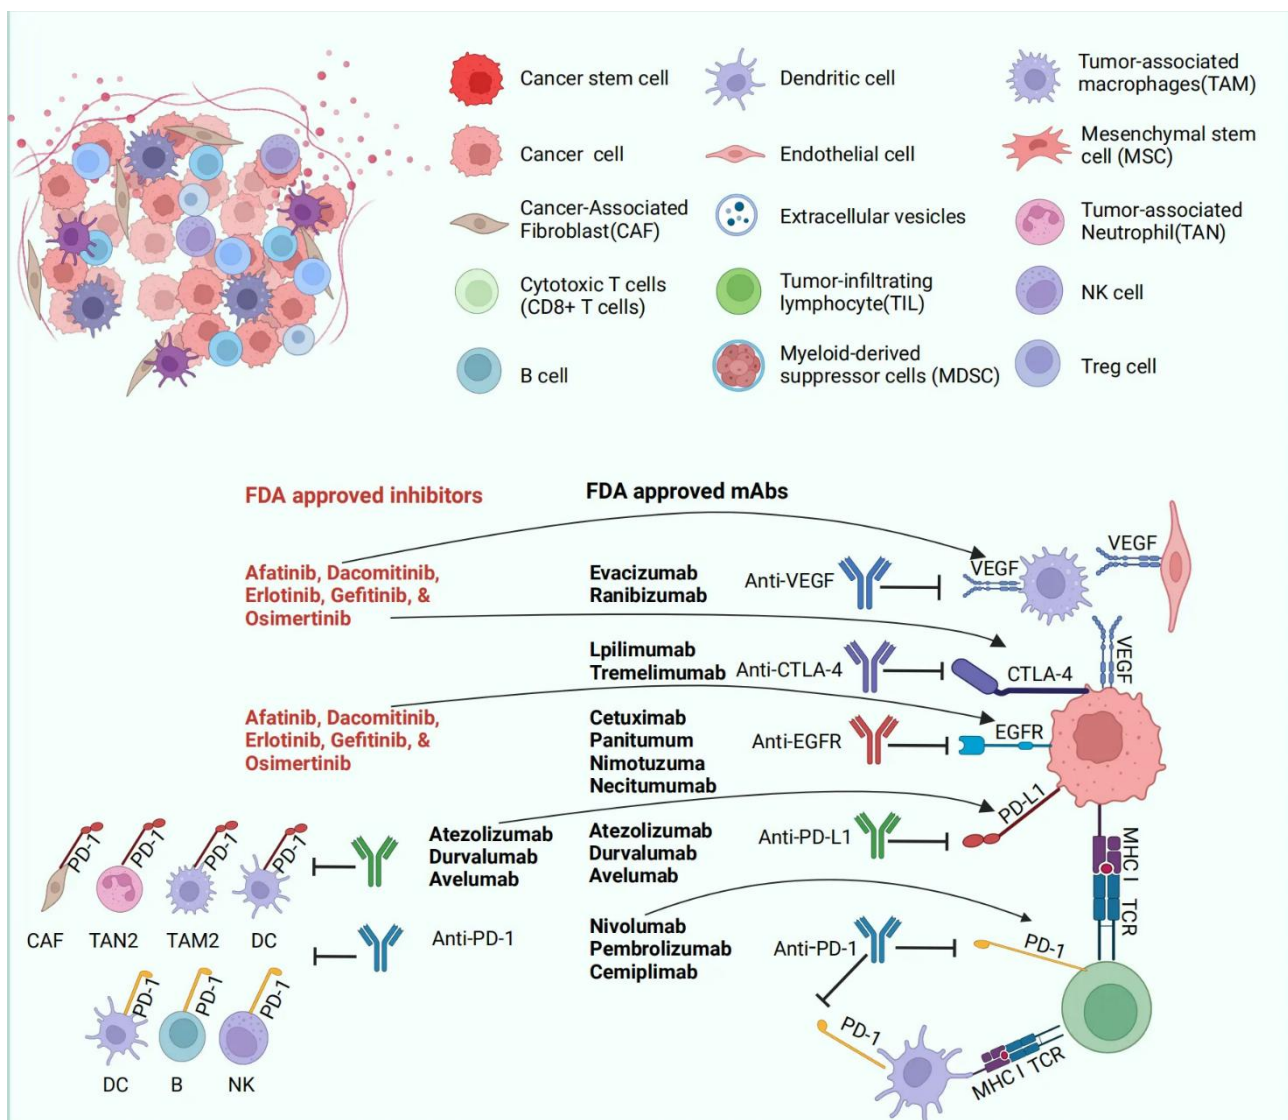 Cancer stem cell
Dendritic cell
Tumor-associated
macrophages(TAM)
Cancer cell
Endothelial cell
Mesenchymal stem
cell (MSC)
Cancer-Associated
Fibroblast(CAF)
Extracellular vesicles
Tumor-associated
Neutrophil(TAN)
Cytotoxic T cells
(CD8+ T cells)
Tumor-infiltrating
lymphocyte(TIL)
NK cell
B cell
Myeloid-derived
suppressor cells (MDSC)
Treg cell
FDA approved inhibitors
FDA approved mAbs
Afatinib, Dacomitinib,
Erlotinib, Gefitinib, &
Osimertinib
Evacizumab
Ranibizumab
Anti-VEGF
VEGF
VEGF
Lpilimumab
Tremelimumab
Anti-CTLA-4
CTLA-4
VEGF
Afatinib, Dacomitinib,
Erlotinib, Gefitinib, &
Osimertinib
Cetuximab
Panitumum
Nimotuzuma
Necitumumab
Anti-EGFR
EGFR
Atezolizumab
Durvalumab
Avelumab
Atezolizumab
Durvalumab
Avelumab
Anti-PD-L1
PD-L1
PD-1
PD-1
PD-1
PD-1
CAF
TAN2
TAM2
DC
MHC I
TCR
Anti-PD-1
Nivolumab
Pembrolizumab
Cemiplimab
Anti-PD-1
PD-1
PD-1
PD-1
PD-1
DC
B
NK
PD-1
MHC I
TCR